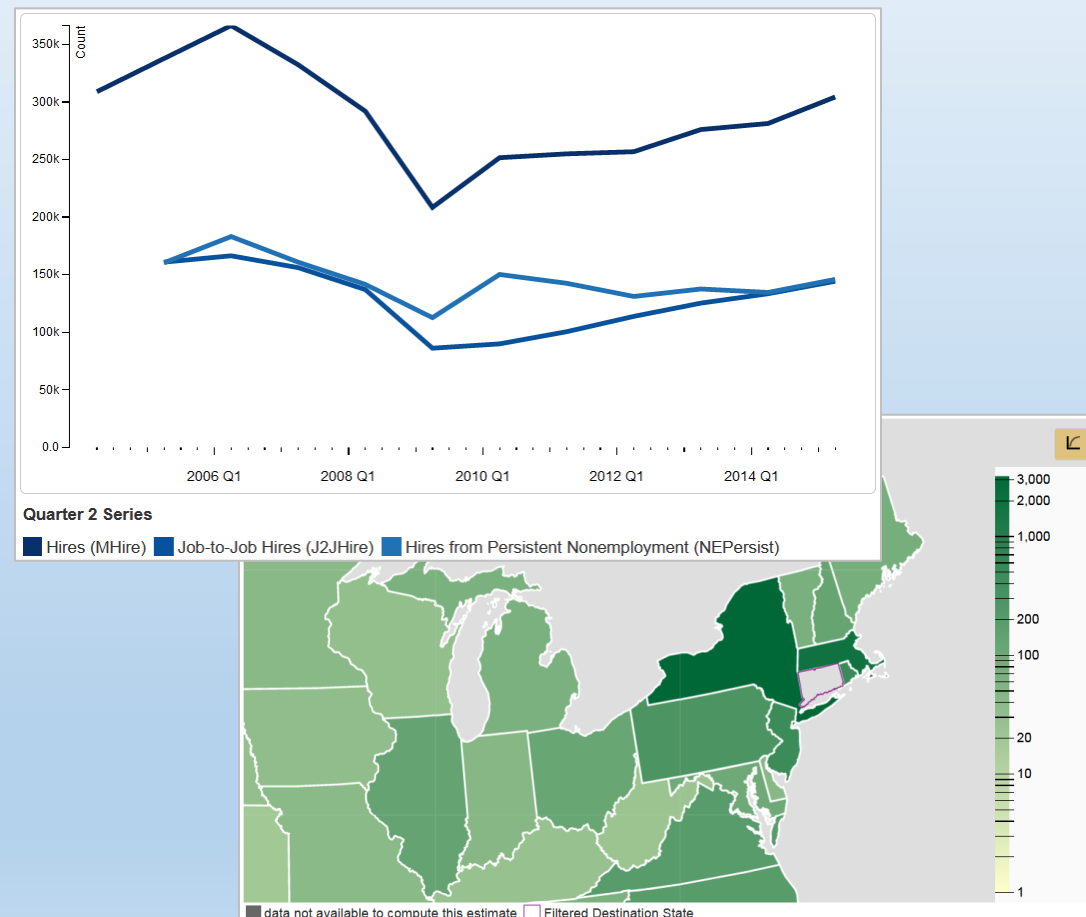 Count
350k
300k
250k
200k
150k
100k
50k
0.0
2006 Q1 2008 Q1 2010 Q1 2012 Q1 2014 Q1
Quarter 2 Series
Hires (MHire) Job-to-Job Hires (J2JHire) Hires from Persistent Nonemployment (NEPersist)
3,000
2,000
1,000
200
100
20
10
1
data not available to compute this estimate Filtered Destination State